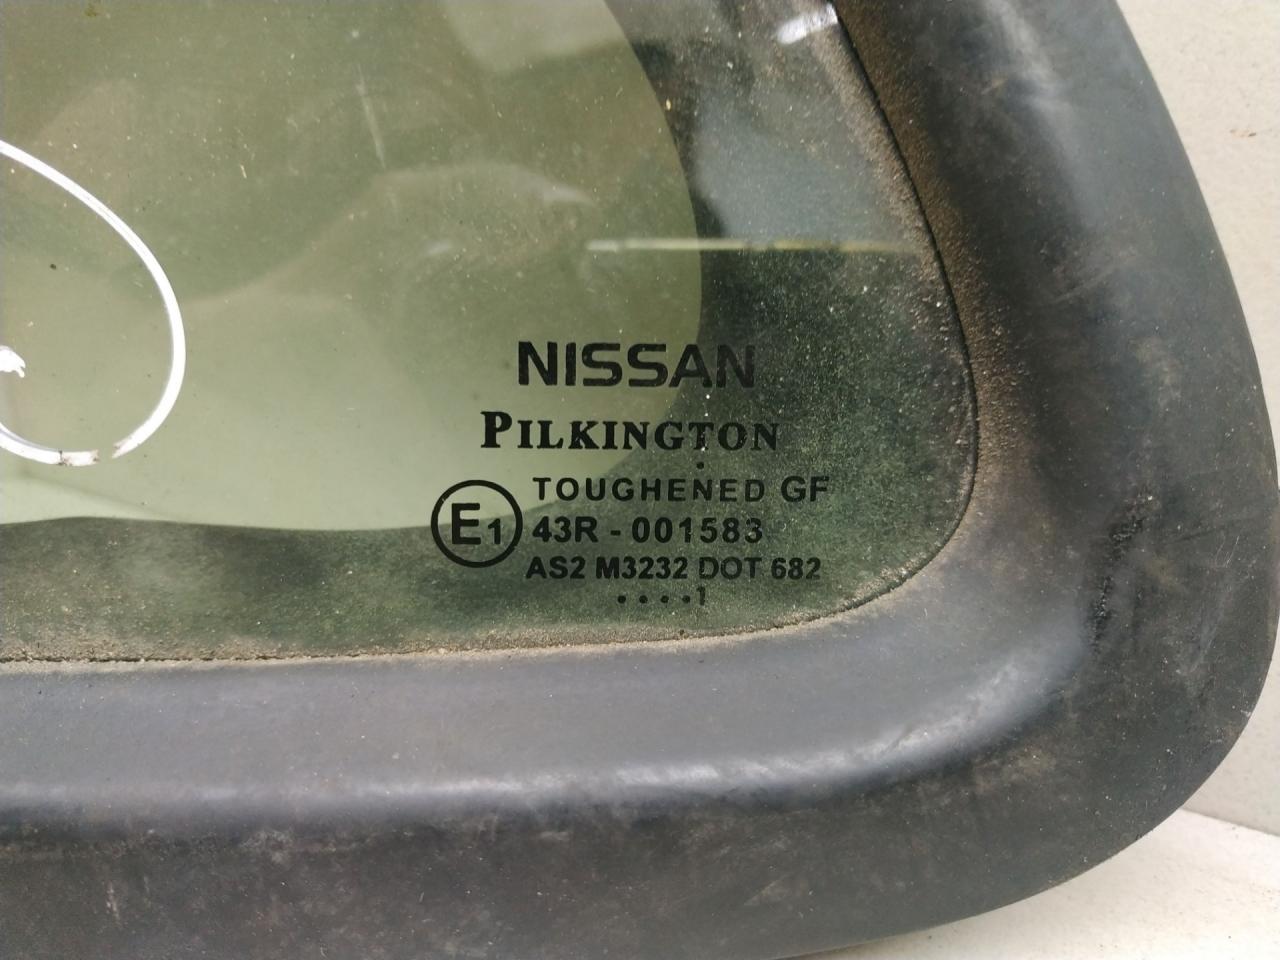 NISSAN
PILKINGTON
TOUGHENED GF
E1 43R - 001583
AS2 M3232 DOT 682
• • • • 1